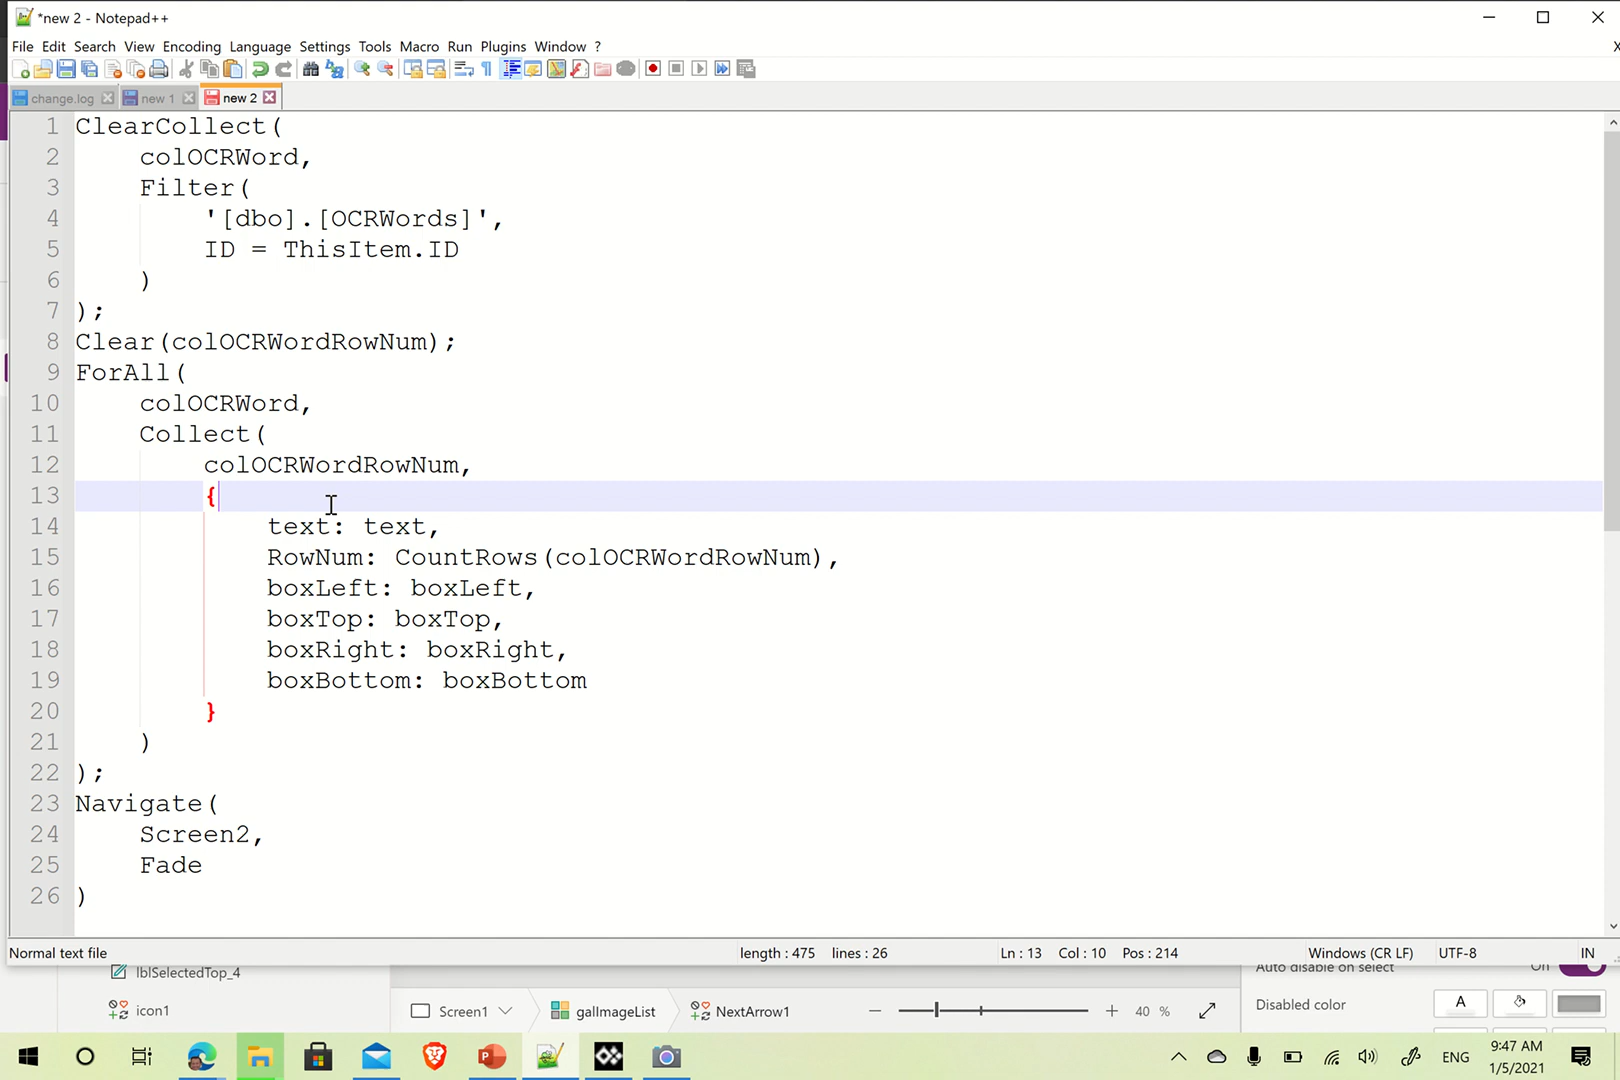 *new 2 - Notepad++
File Edit Search View Encoding Language Settings Tools Macro Run Plugins Window ?
X
change.log new 1 new 2
1 ClearCollect(
2 colOCRWord,
3 Filter(
4 '[dbo].[OCRWords]',
5 ID = ThisItem.ID
6 )
7 );
8 Clear(colOCRWordRowNum);
9 ForAll(
10 colOCRWord,
11 Collect(
12 colOCRWordRowNum,
13 {
14 text: text,
15 RowNum: CountRows(colOCRWordRowNum),
16 boxLeft: boxLeft,
17 boxTop: boxTop,
18 boxRight: boxRight,
19 boxBottom: boxBottom
20 }
21 )
22 );
23 Navigate(
24 Screen2,
25 Fade
26 )
Normal text file length : 475 lines : 26 Ln : 13 Col : 10 Pos : 214 Windows (CR LF) UTF-8 IN
lblSelectedTop_4 Auto disable on select On
icon1 Screen1 galImageList NextArrow1 40 % Disabled color A
ENG 9:47 AM
1/5/2021